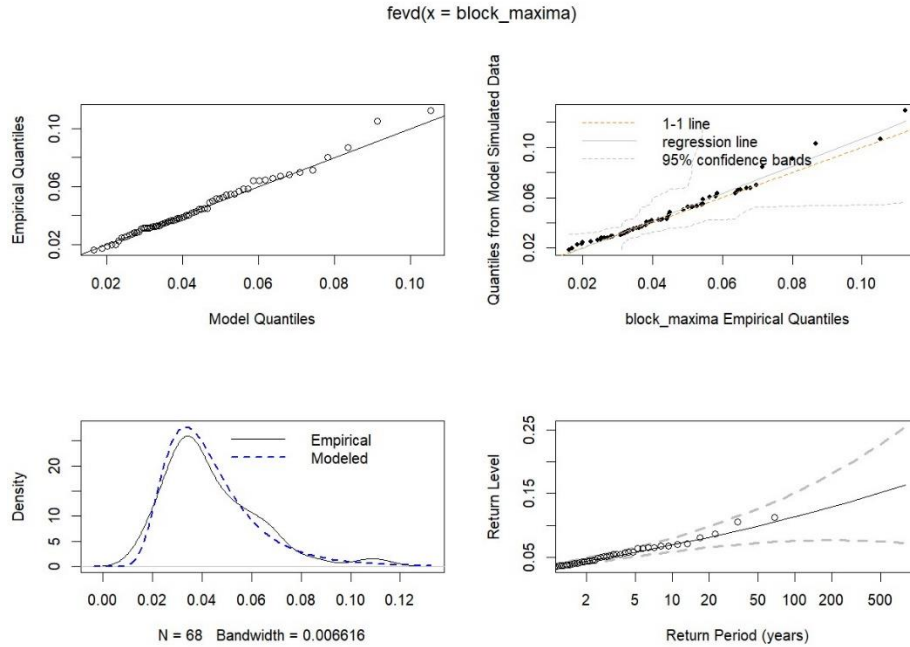 fevd(x = block_maxima)
Empirical Quantiles
0.02 0.06 0.10
0.02 0.04 0.06 0.08 0.10
Model Quantiles
Quantiles from Model Simulated Data
0.02 0.06 0.10
1-1 line
regression line
95% confidence bands
0.02 0.04 0.06 0.08 0.10
block_maxima Empirical Quantiles
Density
0 5 10 20
Empirical
Modeled
0.00 0.02 0.04 0.06 0.08 0.10 0.12
N = 68 Bandwidth = 0.006616
Return Level
0.05 0.15 0.25
2 5 10 20 50 100 200 500
Return Period (years)